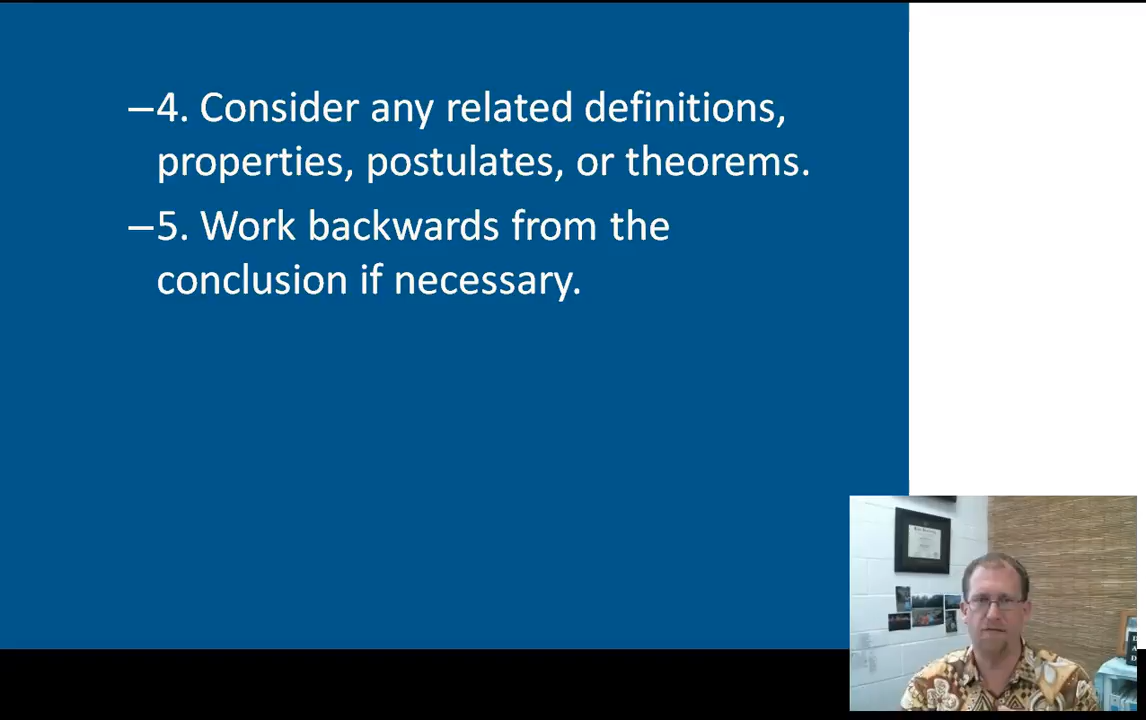 –4. Consider any related definitions,
properties, postulates, or theorems.
–5. Work backwards from the
conclusion if necessary.